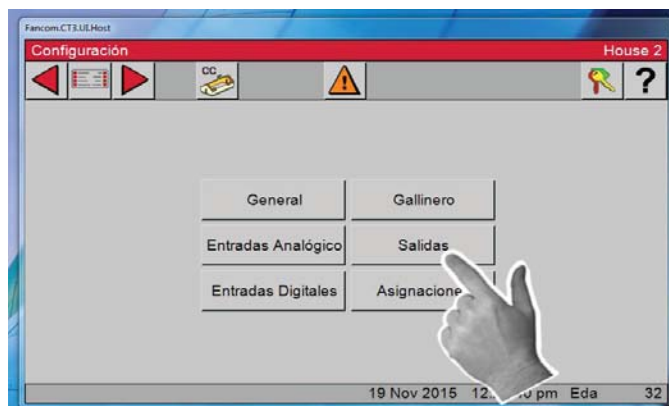 Fancom.CT3.UI.Host
Configuración House 2
CC
?
General Gallinero
Entradas Analógico Salidas
Entradas Digitales
19 Nov 2015 pm Eda 32